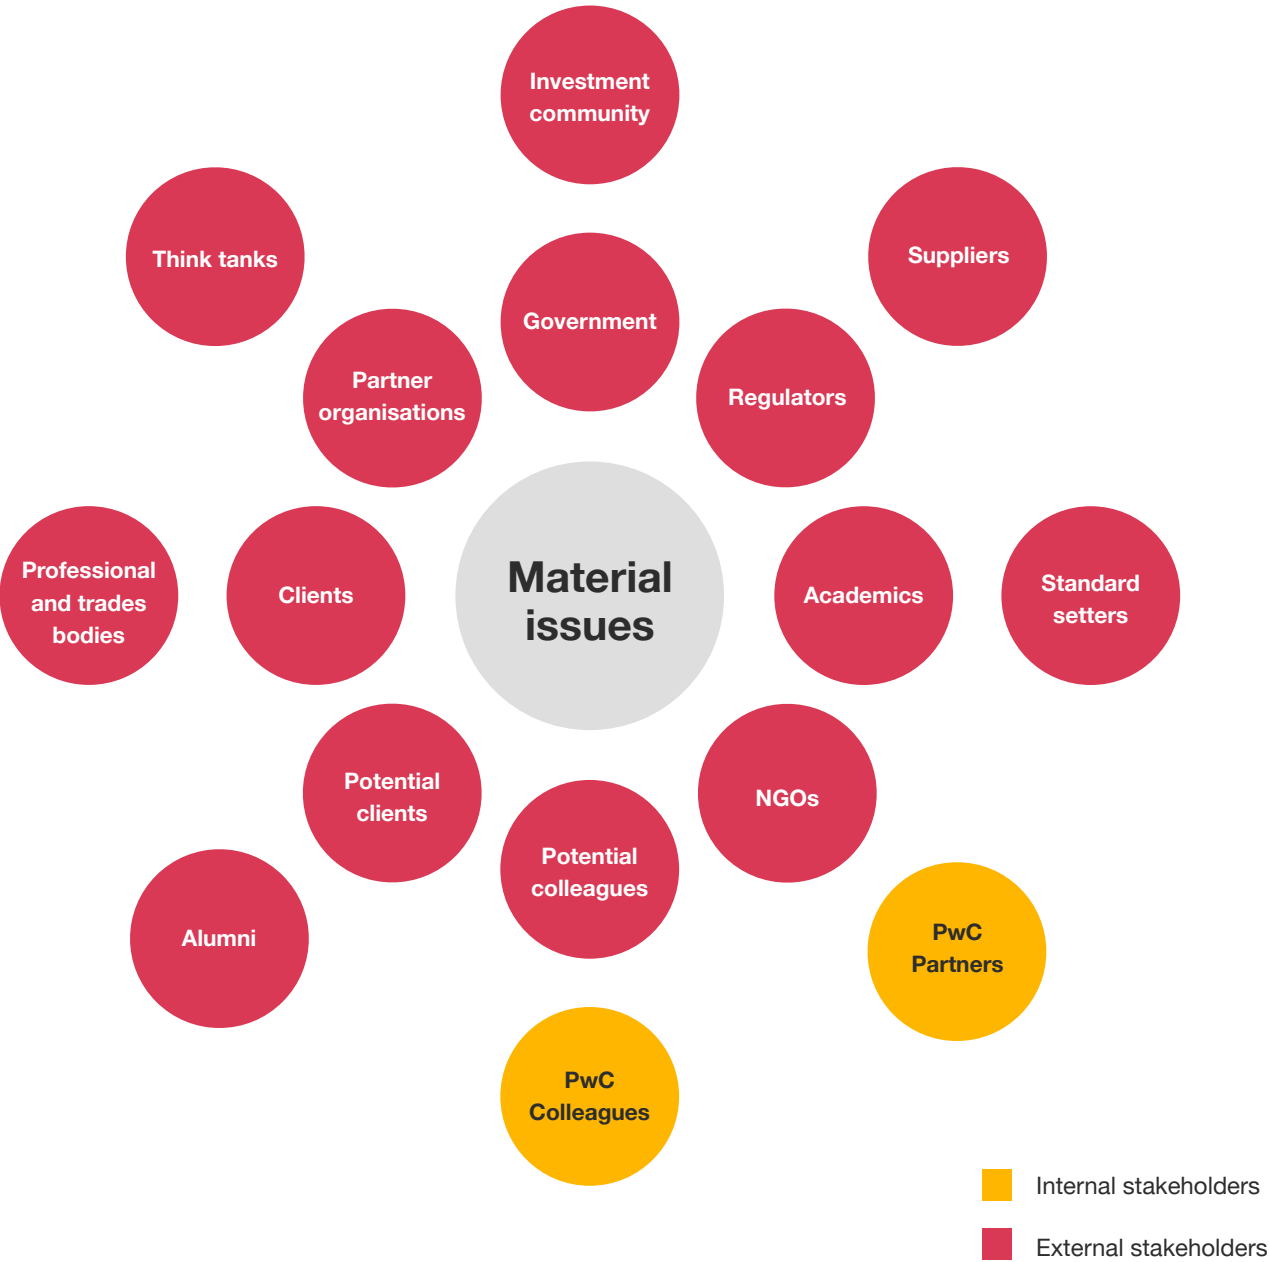 Investment
community
Think tanks
Suppliers
Government
Partner
organisations
Regulators
Professional
and trades
bodies
Clients
Material
issues
Academics
Standard
setters
Potential
clients
NGOs
Potential
colleagues
Alumni
PwC
Partners
PwC
Colleagues
Internal stakeholders
External stakeholders